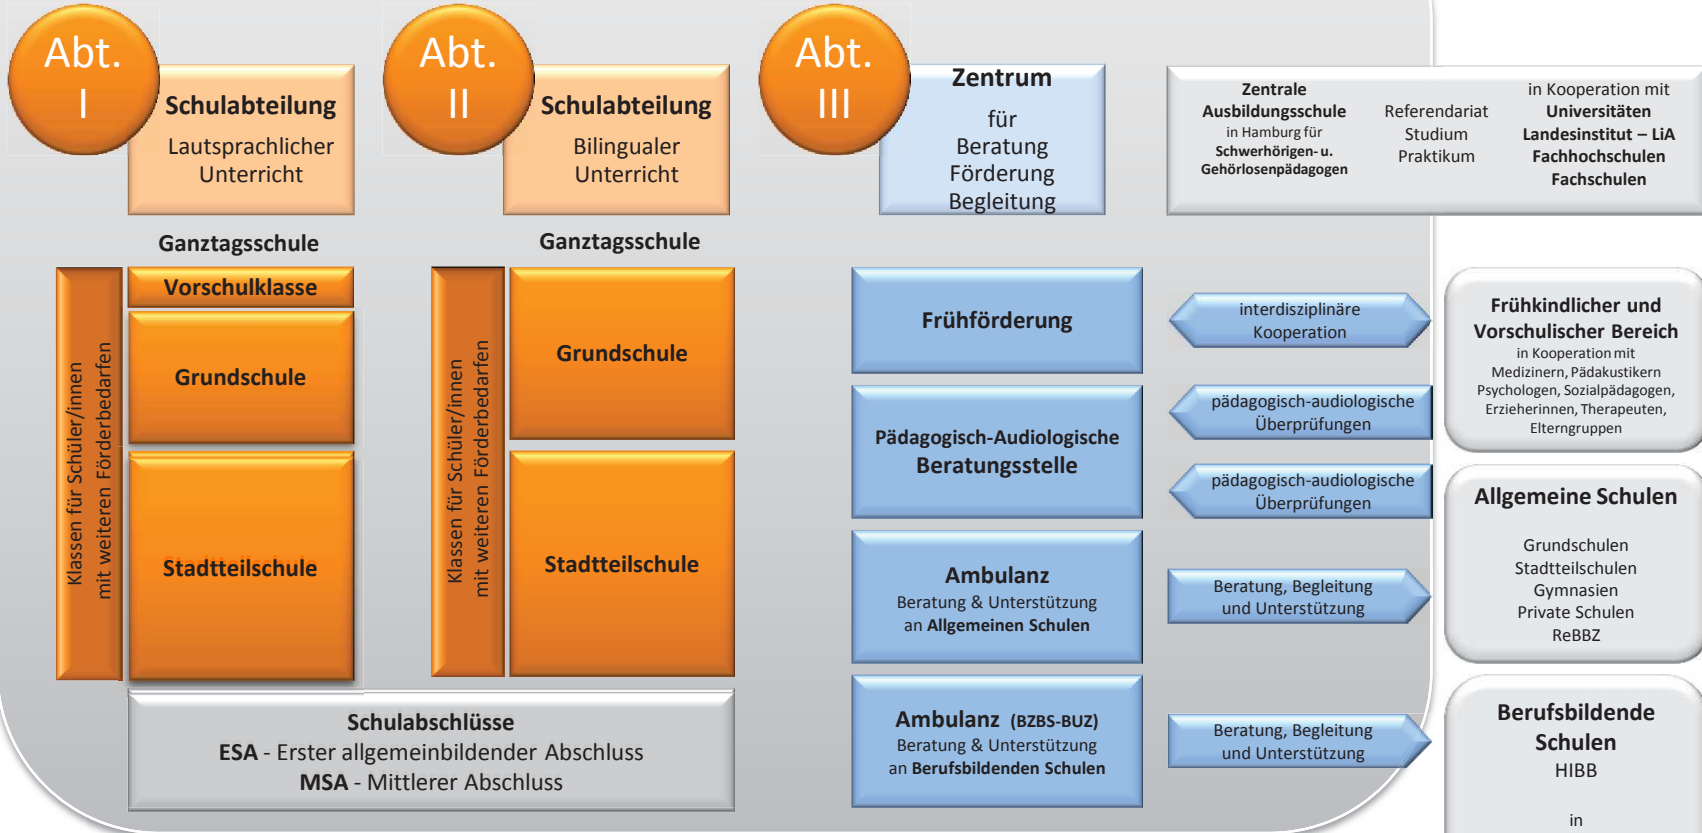 Abt.
I
Schulabteilung
Lautsprachlicher
Unterricht
Abt.
II
Schulabteilung
Bilingualer
Unterricht
Abt.
III
Zentrum
für
Beratung
Förderung
Begleitung
Zentrale
Ausbildungsschule
in Hamburg für
Schwerhörigen- u.
Gehörlosenpädagogen
Referendariat
Studium
Praktikum
in Kooperation mit
Universitäten
Landesinstitut – LiA
Fachhochschulen
Fachschulen
Ganztagsschule
Klassen für Schüler/innen
mit weiteren Förderbedarfen
Vorschulklasse
Grundschule
Stadtteilschule
Ganztagsschule
Klassen für Schüler/innen
mit weiteren Förderbedarfen
Grundschule
Stadtteilschule
Schulabschlüsse
ESA - Erster allgemeinbildender Abschluss
MSA - Mittlerer Abschluss
Frühförderung
Pädagogisch-Audiologische
Beratungsstelle
Ambulanz
Beratung & Unterstützung
an Allgemeinen Schulen
Ambulanz (BZBS-BUZ)
Beratung & Unterstützung
an Berufsbildenden Schulen
interdisziplinäre
Kooperation
pädagogisch-audiologische
Überprüfungen
pädagogisch-audiologische
Überprüfungen
Beratung, Begleitung
und Unterstützung
Beratung, Begleitung
und Unterstützung
Frühkindlicher und
Vorschulischer Bereich
in Kooperation mit
Medizinern, Pädakustikern
Psychologen, Sozialpädagogen,
Erzieherinnen, Therapeuten,
Elterngruppen
Allgemeine Schulen
Grundschulen
Stadtteilschulen
Gymnasien
Private Schulen
ReBBZ
Berufsbildende
Schulen
HIBB
in